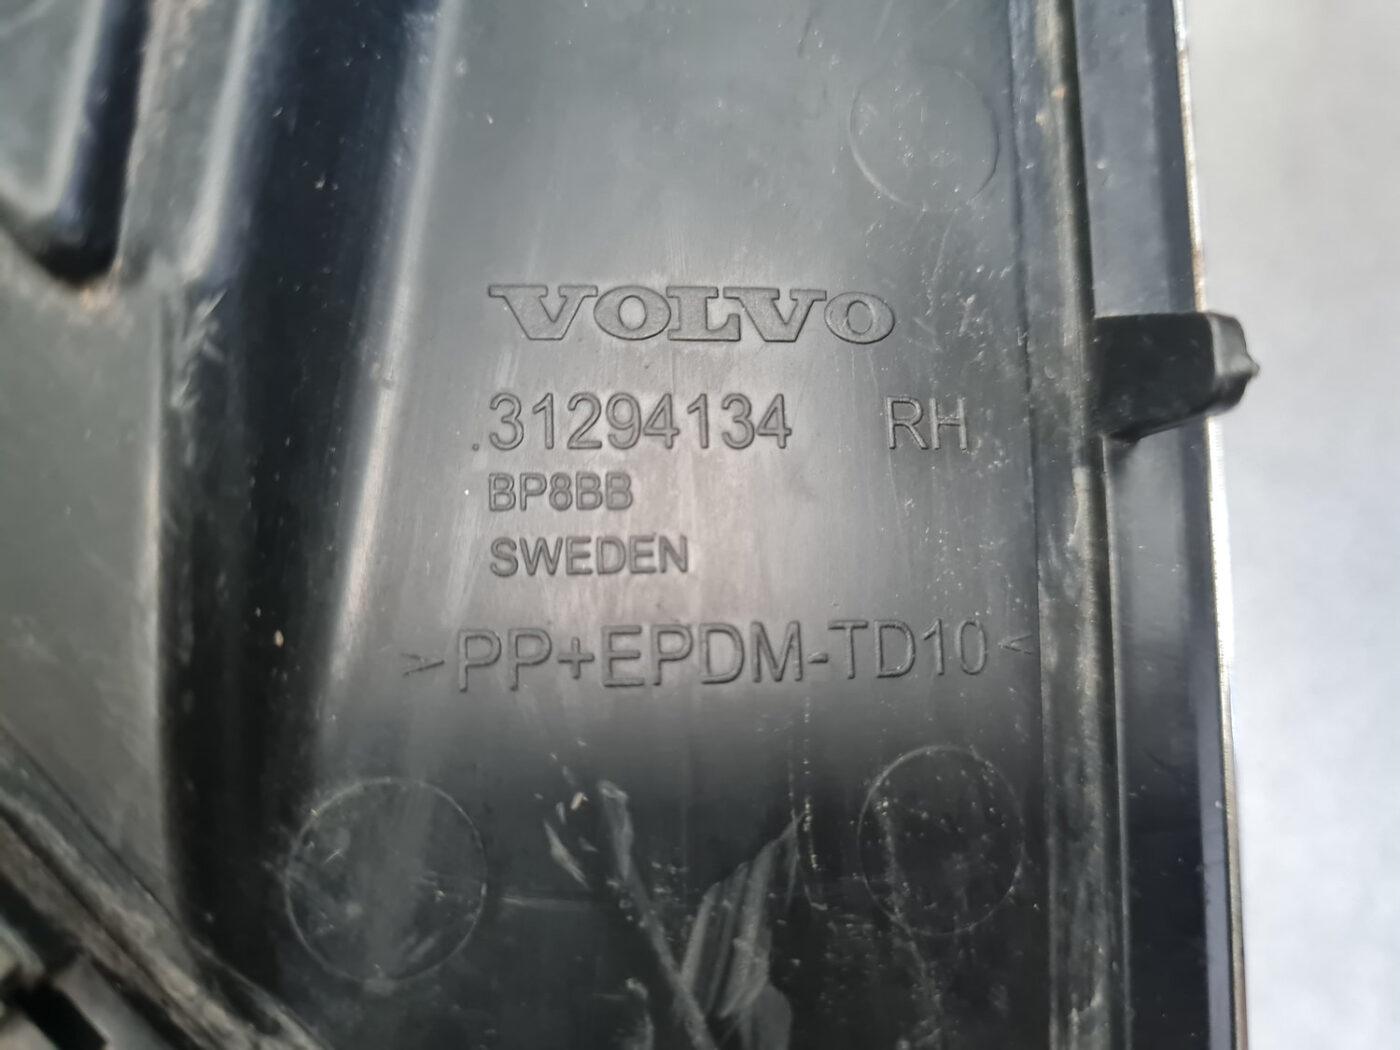 VOLVO
.31294134 RH
BP8BB
SWEDEN
>PP+EPDM-TD10<